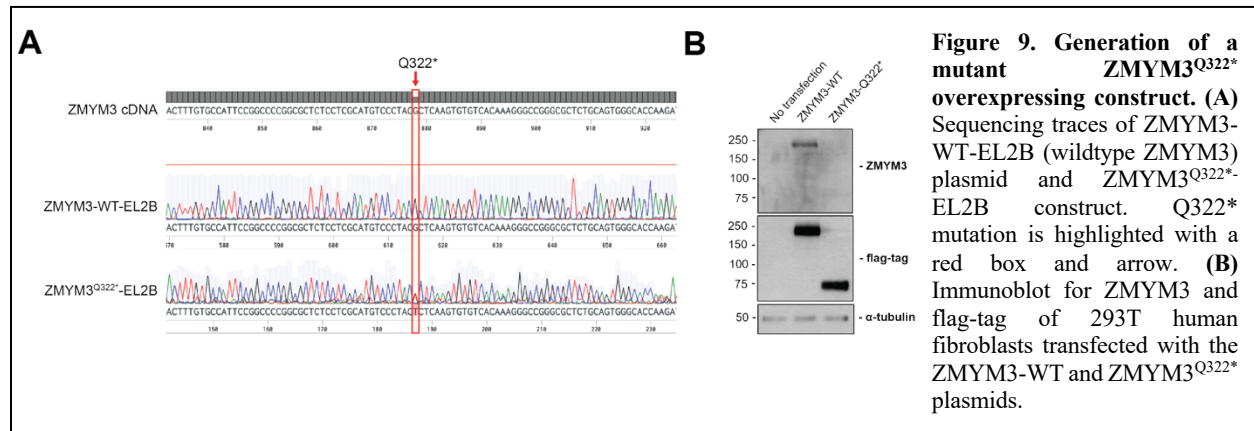 A
Q322*
ZMYM3 cDNA
ACTTTGTGCCATTCCGGCCCCGGCGCTCTCCTCGCATGTCCCTACGCTCAAGTGTGTCACAAAGGGCCCGGGCGCTCTGCAGTGGGCACCAAGA
840 850 860 870 880 890 900 910 920
ZMYM3-WT-EL2B
ACTTTGTGCCATTCCGGCCCCGGCGCTCTCCTCGCATGTCCCTACGCTCAAGTGTGTCACAAAGGGCCCGGGCGCTCTGCAGTGGGCACCAAGA
570 580 590 600 610 620 630 640 650 660
ZMYM3Q322*-EL2B
ACTTTGTGCCATTCCGGCCCCGGCGCTCTCCTCGCATGTCCCTACTCTCAAGTGTGTCACAAAGGGCCCGGGCGCTCTGCAGTGGGCACCAAGA
150 160 170 180 190 200 210 220 230
B
No transfection
ZMYM3-WT
ZMYM3-Q322*
250 -
150 -
100 -
75 -
- ZMYM3
250 -
150 -
100 -
75 -
- flag-tag
50 -
- α-tubulin
Figure 9. Generation of a
mutant ZMYM3Q322*
overexpressing construct. (A)
Sequencing traces of ZMYM3-
WT-EL2B (wildtype ZMYM3)
plasmid and ZMYM3Q322*-
EL2B construct. Q322*
mutation is highlighted with a
red box and arrow. (B)
Immunoblot for ZMYM3 and
flag-tag of 293T human
fibroblasts transfected with the
ZMYM3-WT and ZMYM3Q322*
plasmids.